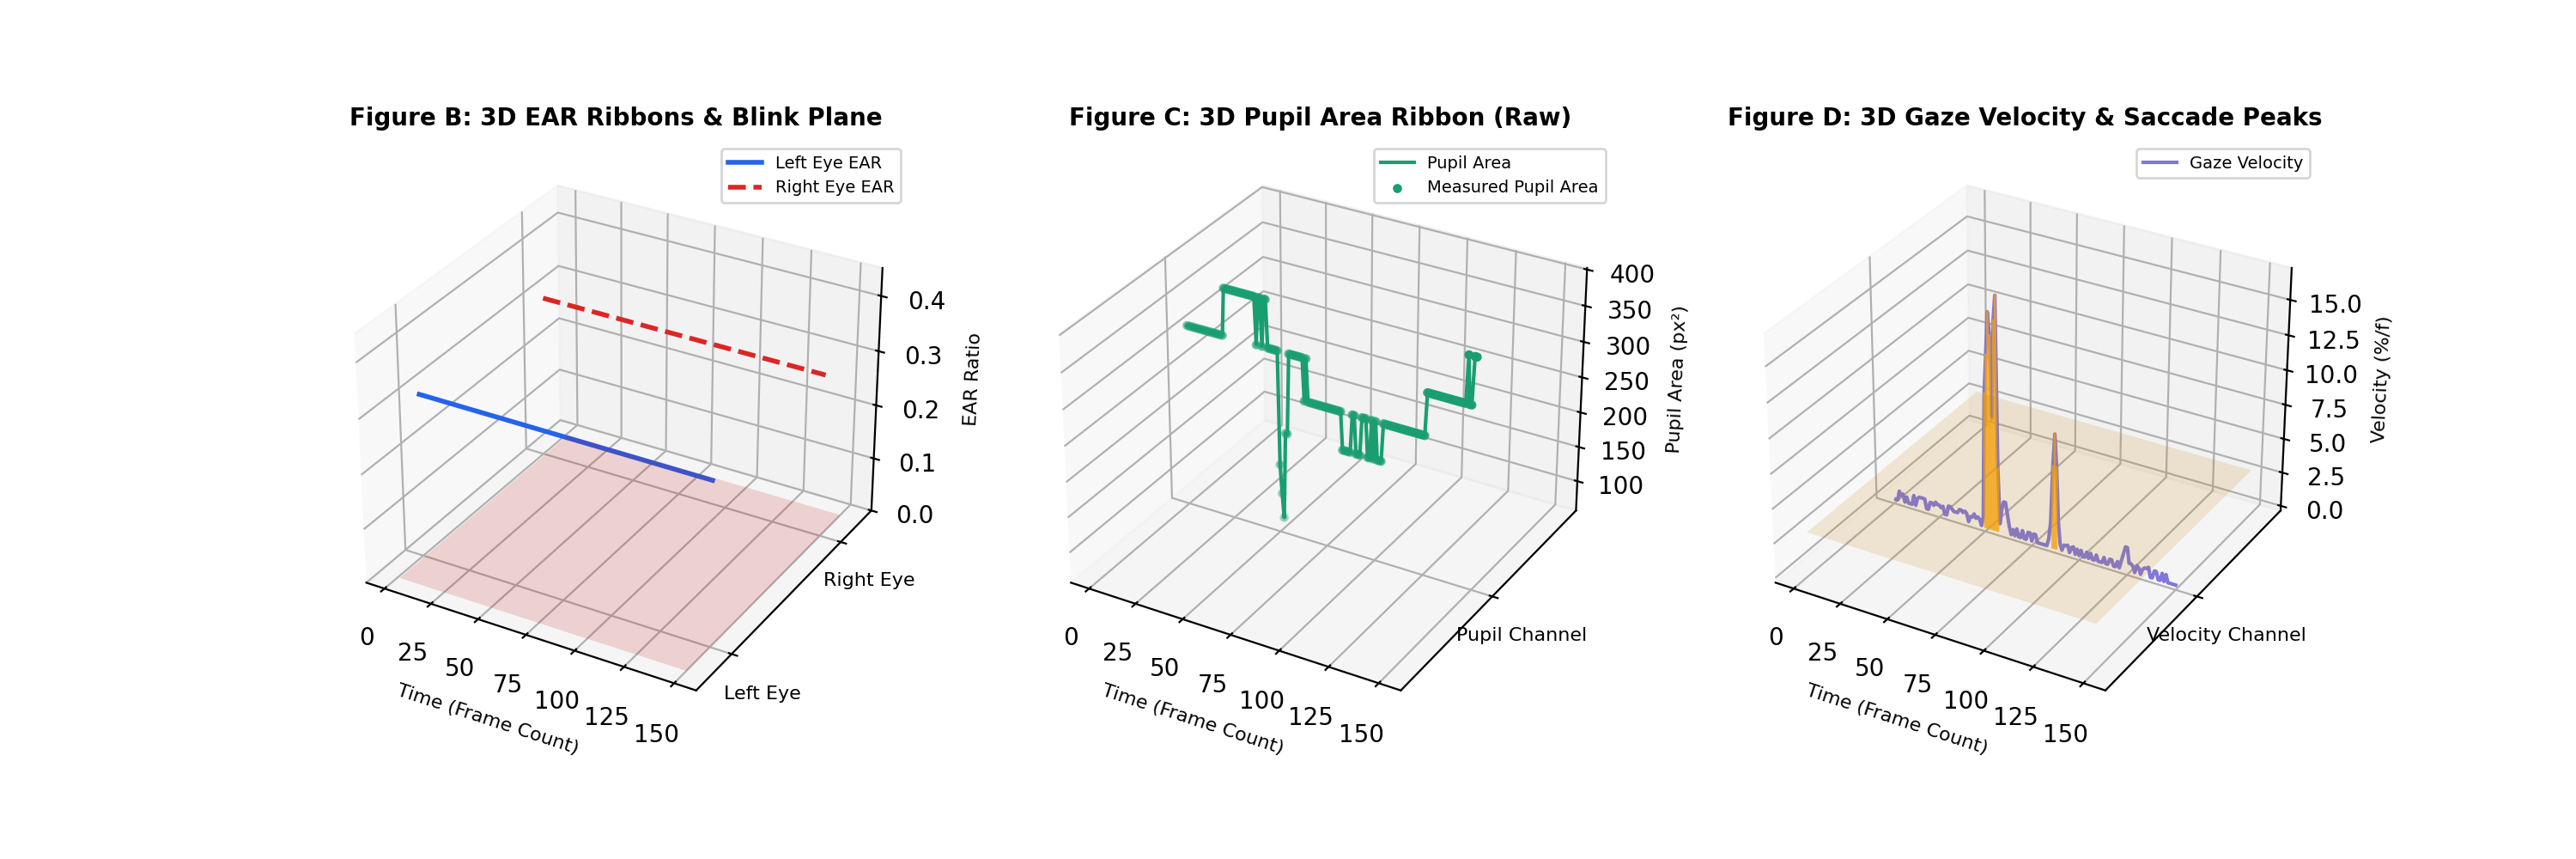 Figure B: 3D EAR Ribbons & Blink Plane
Left Eye EAR
Right Eye EAR
0.4
0.3
0.2
0.1
0.0
EAR Ratio
Right Eye
Left Eye
0
25
50
75
100
125
150
Time (Frame Count)
Figure C: 3D Pupil Area Ribbon (Raw)
Pupil Area
Measured Pupil Area
400
350
300
250
200
150
100
Pupil Area (px²)
Pupil Channel
0
25
50
75
100
125
150
Time (Frame Count)
Figure D: 3D Gaze Velocity & Saccade Peaks
Gaze Velocity
15.0
12.5
10.0
7.5
5.0
2.5
0.0
Velocity (%/f)
Velocity Channel
0
25
50
75
100
125
150
Time (Frame Count)